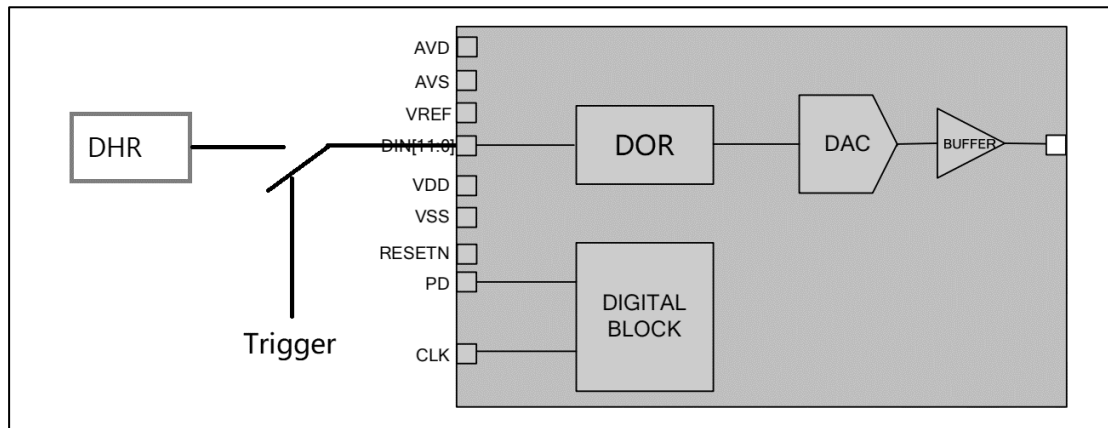 AVD
AVS
VREF
DHR
DIN[11:0]
DOR
DAC
BUFFER
VDD
VSS
RESETN
PD
DIGITAL
BLOCK
Trigger
CLK